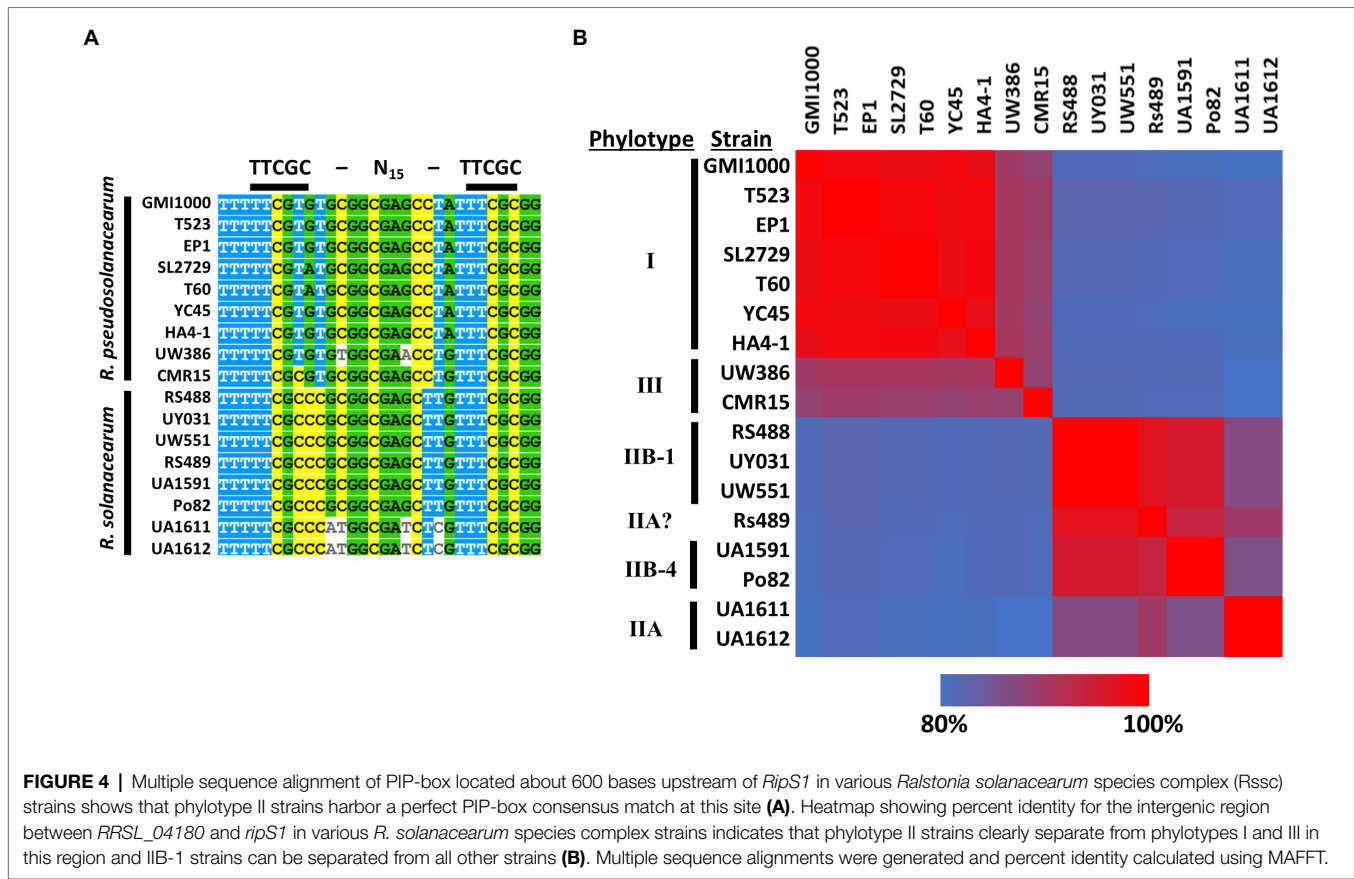 A
TTCGC – N15 – TTCGC
R. pseudosolanacearum
GMI1000 TTTTTCGTGTGCGGCGAGCCTATTTCGCGG
T523 TTTTTCGTGTGCGGCGAGCCTATTTCGCGG
EP1 TTTTTCGTGTGCGGCGAGCCTATTTCGCGG
SL2729 TTTTTCGTATGCGGCGAGCCTATTTCGCGG
T60 TTTTTCGTATGCGGCGAGCCTATTTCGCGG
YC45 TTTTTCGTGTGCGGCGAGCCTATTTCGCGG
HA4-1 TTTTTCGTGTGCGGCGAGCCTATTTCGCGG
UW386 TTTTTCGTGTGTGGCGAACCTGTTTCGCGG
CMR15 TTTTTCGCGTGCGGCGAGCCTGTTTCGCGG
R. solanacearum
RS488 TTTTTCGCCCGCGGCGAGCTTGTTTCGCGG
UY031 TTTTTCGCCCGCGGCGAGCTTGTTTCGCGG
UW551 TTTTTCGCCCGCGGCGAGCTTGTTTCGCGG
RS489 TTTTTCGCCCGCGGCGAGCTTGTTTCGCGG
UA1591 TTTTTCGCCCGCGGCGAGCTTGTTTCGCGG
Po82 TTTTTCGCCCGCGGCGAGCTTGTTTCGCGG
UA1611 TTTTTCGCCCATGGCGATCTCGTTTCGCGG
UA1612 TTTTTCGCCCATGGCGATCTCGTTTCGCGG
B
GMI1000
T523
EP1
SL2729
T60
YC45
HA4-1
UW386
CMR15
RS488
UY031
UW551
Rs489
UA1591
Po82
UA1611
UA1612
Phylotype Strain
I
GMI1000
T523
EP1
SL2729
T60
YC45
HA4-1
III
UW386
CMR15
IIB-1
RS488
UY031
UW551
IIA?
Rs489
IIB-4
UA1591
Po82
IIA
UA1611
UA1612
80% 100%
FIGURE 4 | Multiple sequence alignment of PIP-box located about 600 bases upstream of RipS1 in various Ralstonia solanacearum species complex (Rssc)
strains shows that phylotype II strains harbor a perfect PIP-box consensus match at this site (A). Heatmap showing percent identity for the intergenic region
between RRSL_04180 and ripS1 in various R. solanacearum species complex strains indicates that phylotype II strains clearly separate from phylotypes I and III in
this region and IIB-1 strains can be separated from all other strains (B). Multiple sequence alignments were generated and percent identity calculated using MAFFT.